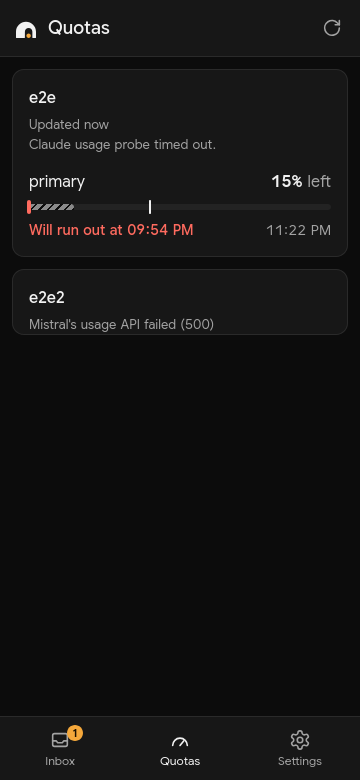 Quotas
e2e
Updated now
Claude usage probe timed out.
primary
15% left
Will run out at 09:54 PM
11:22 PM
e2e2
Mistral's usage API failed (500)
1
Inbox
Quotas
Settings